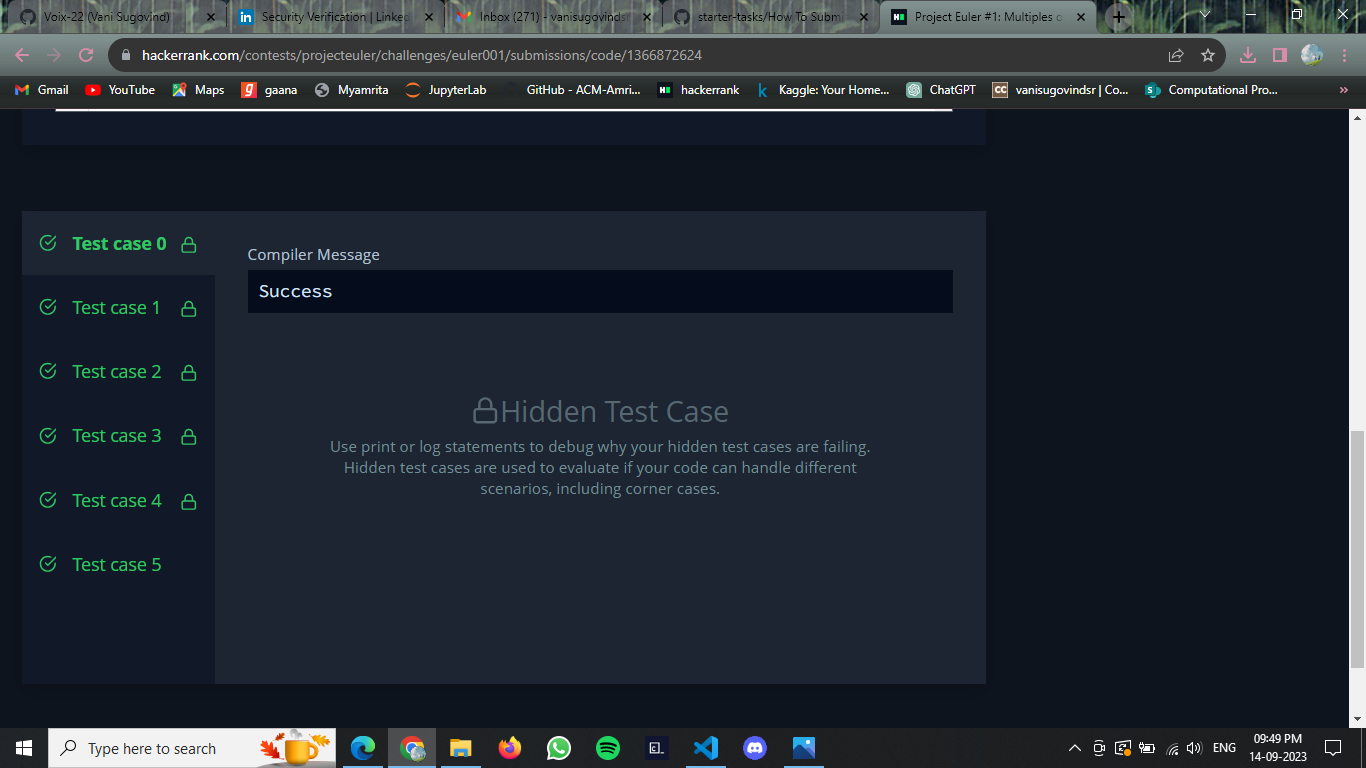 Voix-22 (Vani Sugovind)
Security Verification | Linked
Inbox (271) - vanisugovinds
starter-tasks/How To Subm
Project Euler #1: Multiples o
hackerrank.com/contests/projecteuler/challenges/euler001/submissions/code/1366872624
Gmail
YouTube
Maps
gaana
Myamrita
JupyterLab
GitHub - ACM-Amri...
hackerrank
Kaggle: Your Home...
ChatGPT
vanisugovindsr | Co...
Computational Pro...
Test case 0
Test case 1
Test case 2
Test case 3
Test case 4
Test case 5
Compiler Message
Success
Hidden Test Case
Use print or log statements to debug why your hidden test cases are failing.
Hidden test cases are used to evaluate if your code can handle different
scenarios, including corner cases.
Type here to search
ENG
09:49 PM
14-09-2023